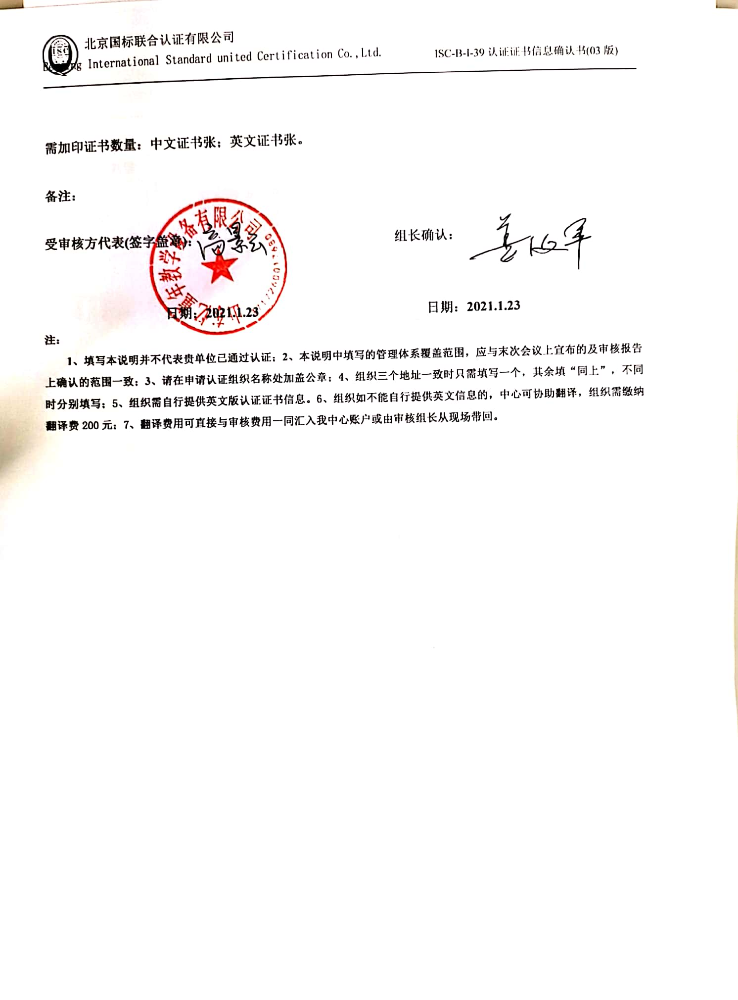 北京国标联合认证有限公司
ISC
Beijing International Standard united Certification Co.,Ltd.
ISC-B-I-39 认证证书信息确认书(03 版)
需加印证书数量：中文证书张；英文证书张。
备注：
受审核方代表(签字盖章)：高景云
组长确认：
教学设备有限公司
日期：2021.1.23
日期：2021.1.23
注：
1、填写本说明并不代表贵单位已通过认证；2、本说明中填写的管理体系覆盖范围，应与末次会议上宣布的及审核报告
上确认的范围一致；3、请在申请认证组织名称处加盖公章；4、组织三个地址一致时只需填写一个，其余填“同上”，不同
时分别填写；5、组织需自行提供英文版认证证书信息。6、组织如不能自行提供英文信息的，中心可协助翻译，组织需缴纳
翻译费 200 元；7、翻译费用可直接与审核费用一同汇入我中心账户或由审核组长从现场带回。